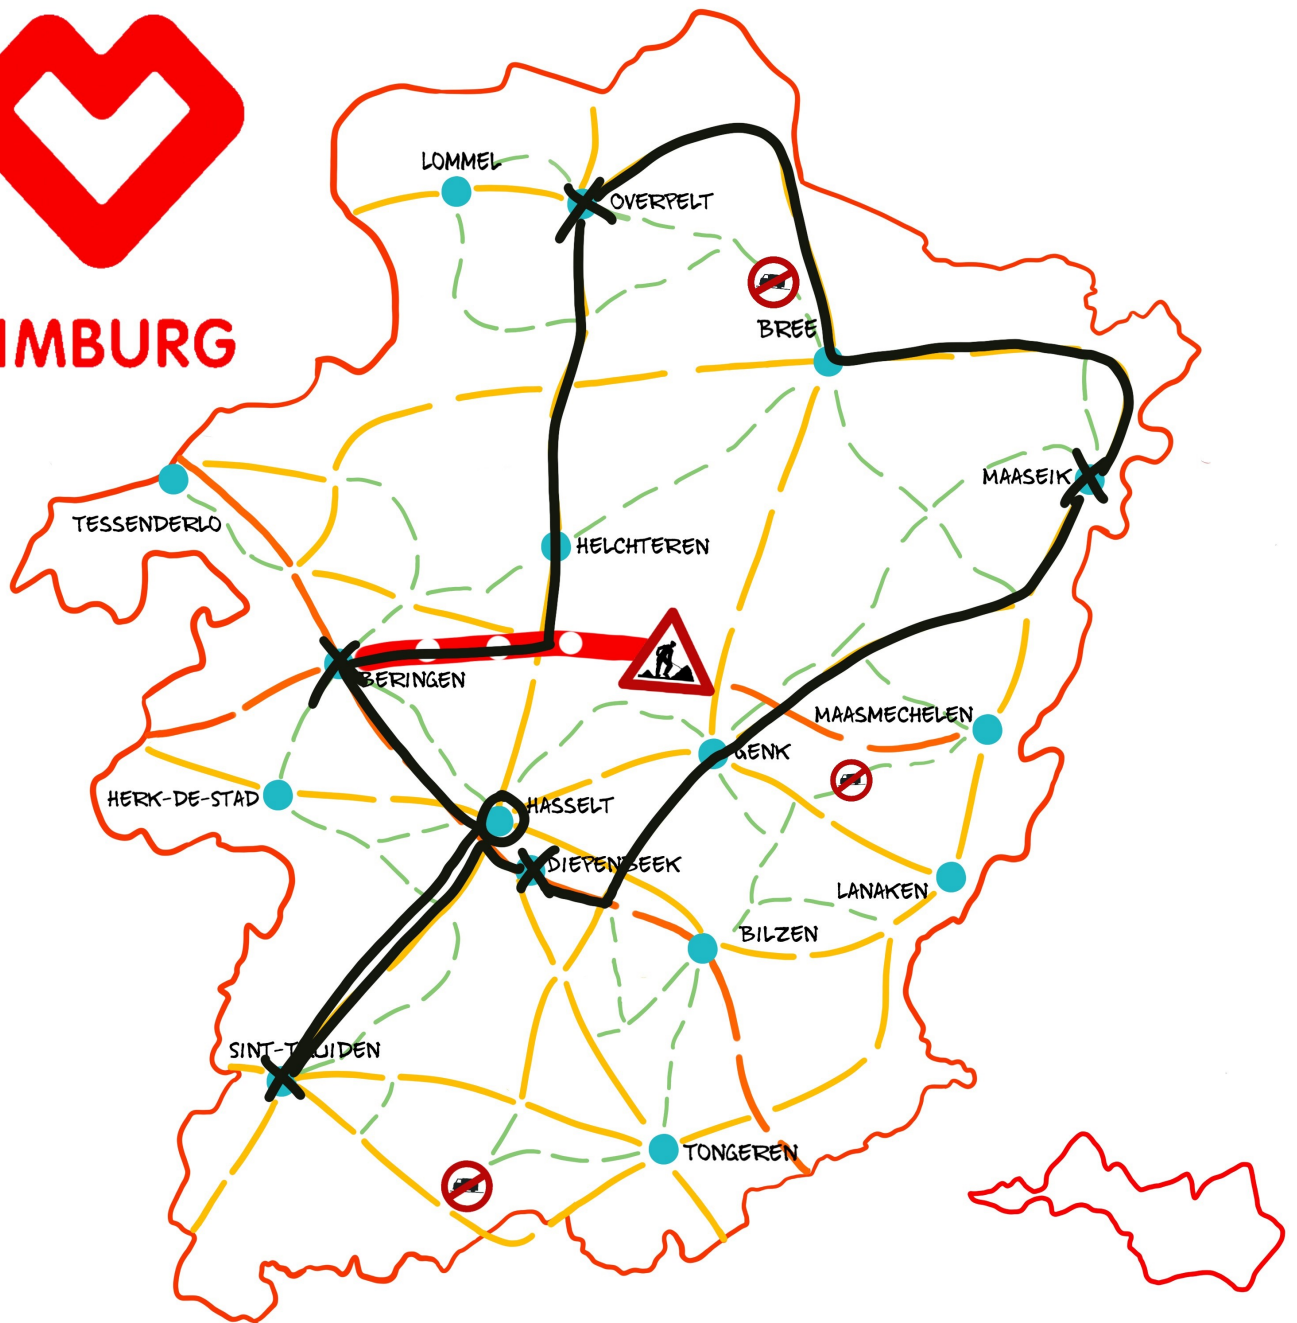 LOMMEL
OVERPELT
BREE
IMBURG
MAASEIK
TESSENDERLO
HELCHTEREN
BERINGEN
MAASMECHELEN
GENK
HERK-DE-STAD
HASSELT
DIEPENBEEK
LANAKEN
BILZEN
SINT-TRUIDEN
TONGEREN